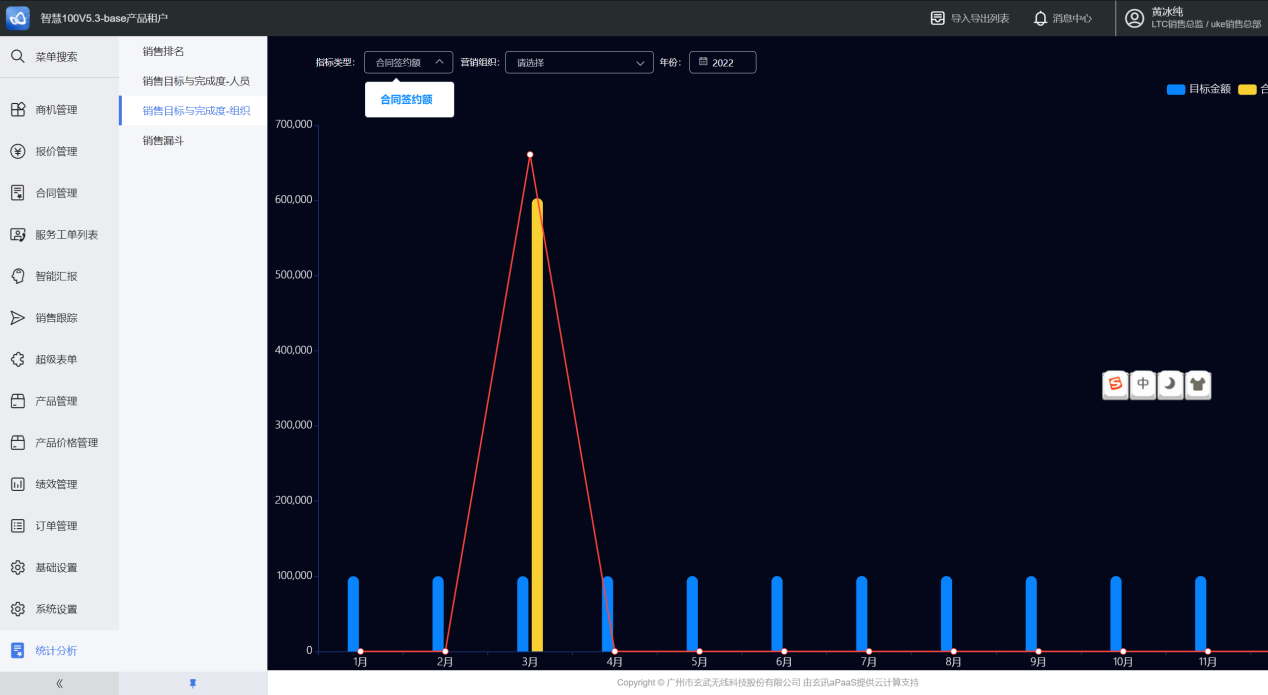 智慧100V5.3-base产品租户
导入导出列表
消息中心
黄冰纯
LTC销售总监 / uke销售总部
菜单搜索
商机管理
报价管理
合同管理
服务工单列表
智能汇报
销售跟踪
超级表单
产品管理
产品价格管理
绩效管理
订单管理
基础设置
系统设置
统计分析
销售排名
销售目标与完成度-人员
销售目标与完成度-组织
销售漏斗
指标类型: 合同签约额 营销组织: 请选择 年份: 2022
合同签约额
目标金额 合
700,000
600,000
500,000
400,000
300,000
200,000
100,000
0
1月 2月 3月 4月 5月 6月 7月 8月 9月 10月 11月
中
Copyright © 广州市玄武无线科技股份有限公司 由玄讯aPaaS提供云计算支持